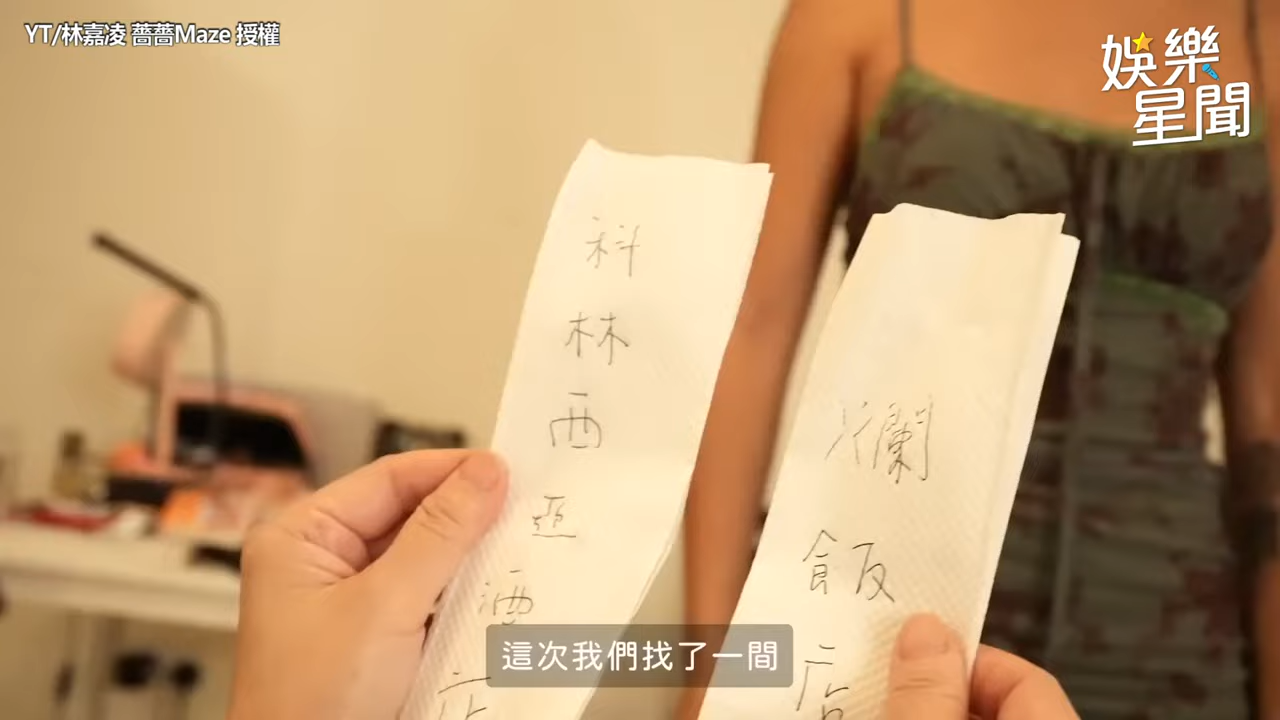 YT/林嘉凌 薔薔Maze 授權
娛樂
星聞
科
林
西
亞
酒
店
爛
飯
店
這次我們找了一間